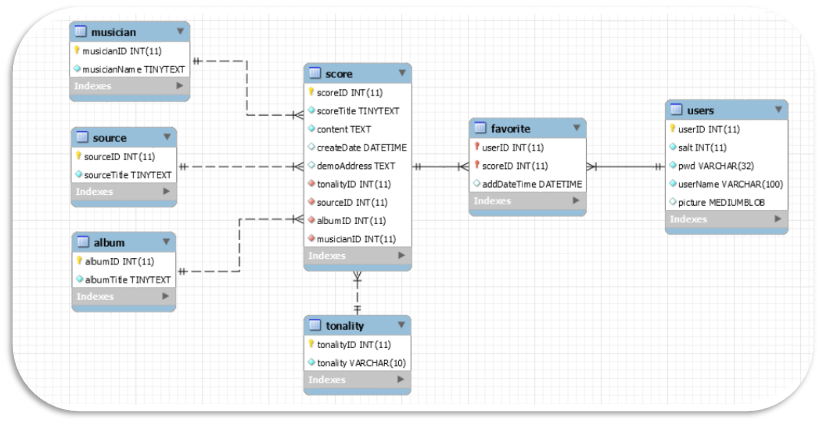 musician
musicianID INT(11)
musicianName TINYTEXT
Indexes
source
sourceID INT(11)
sourceTitle TINYTEXT
Indexes
album
albumID INT(11)
albumTitle TINYTEXT
Indexes
score
scoreID INT(11)
scoreTitle TINYTEXT
content TEXT
createDate DATETIME
demoAddress TEXT
tonalityID INT(11)
sourceID INT(11)
albumID INT(11)
musicianID INT(11)
Indexes
tonality
tonalityID INT(11)
tonality VARCHAR(10)
Indexes
favorite
userID INT(11)
scoreID INT(11)
addDateTime DATETIME
Indexes
users
userID INT(11)
salt INT(11)
pwd VARCHAR(32)
userName VARCHAR(100)
picture MEDIUMBLOB
Indexes